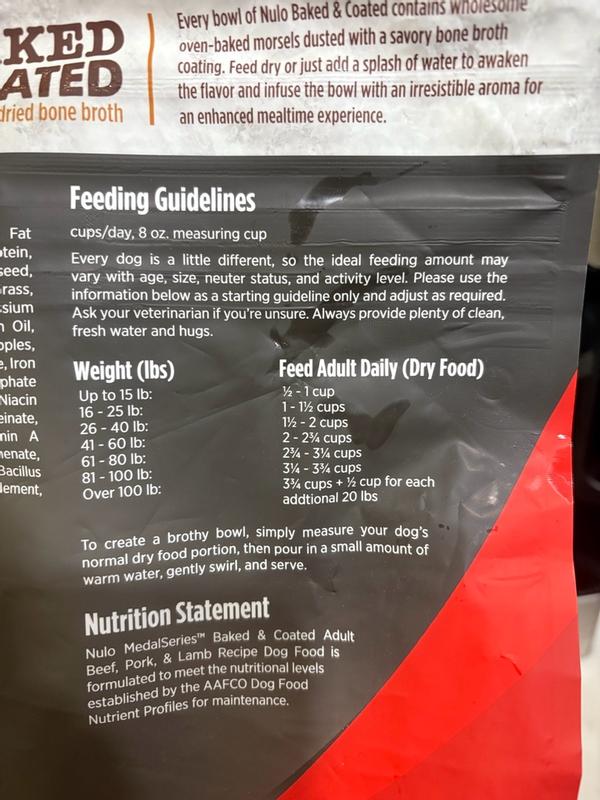 KED
ATED
dried bone broth
Every bowl of Nulo Baked & Coated contains wholesome
oven-baked morsels dusted with a savory bone broth
coating. Feed dry or just add a splash of water to awaken
the flavor and infuse the bowl with an irresistible aroma for
an enhanced mealtime experience.
Fat
tein,
seed,
rass,
sium
Oil,
ples,
e, Iron
phate
Niacin
einate,
min A
enate,
Bacillus
lement,
Feeding Guidelines
cups/day, 8 oz. measuring cup
Every dog is a little different, so the ideal feeding amount may
vary with age, size, neuter status, and activity level. Please use the
information below as a starting guideline only and adjust as required.
Ask your veterinarian if you're unsure. Always provide plenty of clean,
fresh water and hugs.
Weight (lbs) Feed Adult Daily (Dry Food)
Up to 15 lb: ½ - 1 cup
16 - 25 lb: 1 - 1½ cups
26 - 40 lb: 1½ - 2 cups
41 - 60 lb: 2 - 2¾ cups
61 - 80 lb: 2¾ - 3¼ cups
81 - 100 lb: 3¼ - 3¾ cups
Over 100 lb: 3¾ cups + ½ cup for each
addtional 20 lbs
To create a brothy bowl, simply measure your dog's
normal dry food portion, then pour in a small amount of
warm water, gently swirl, and serve.
Nutrition Statement
Nulo MedalSeries™ Baked & Coated Adult
Beef, Pork, & Lamb Recipe Dog Food is
formulated to meet the nutritional levels
established by the AAFCO Dog Food
Nutrient Profiles for maintenance.